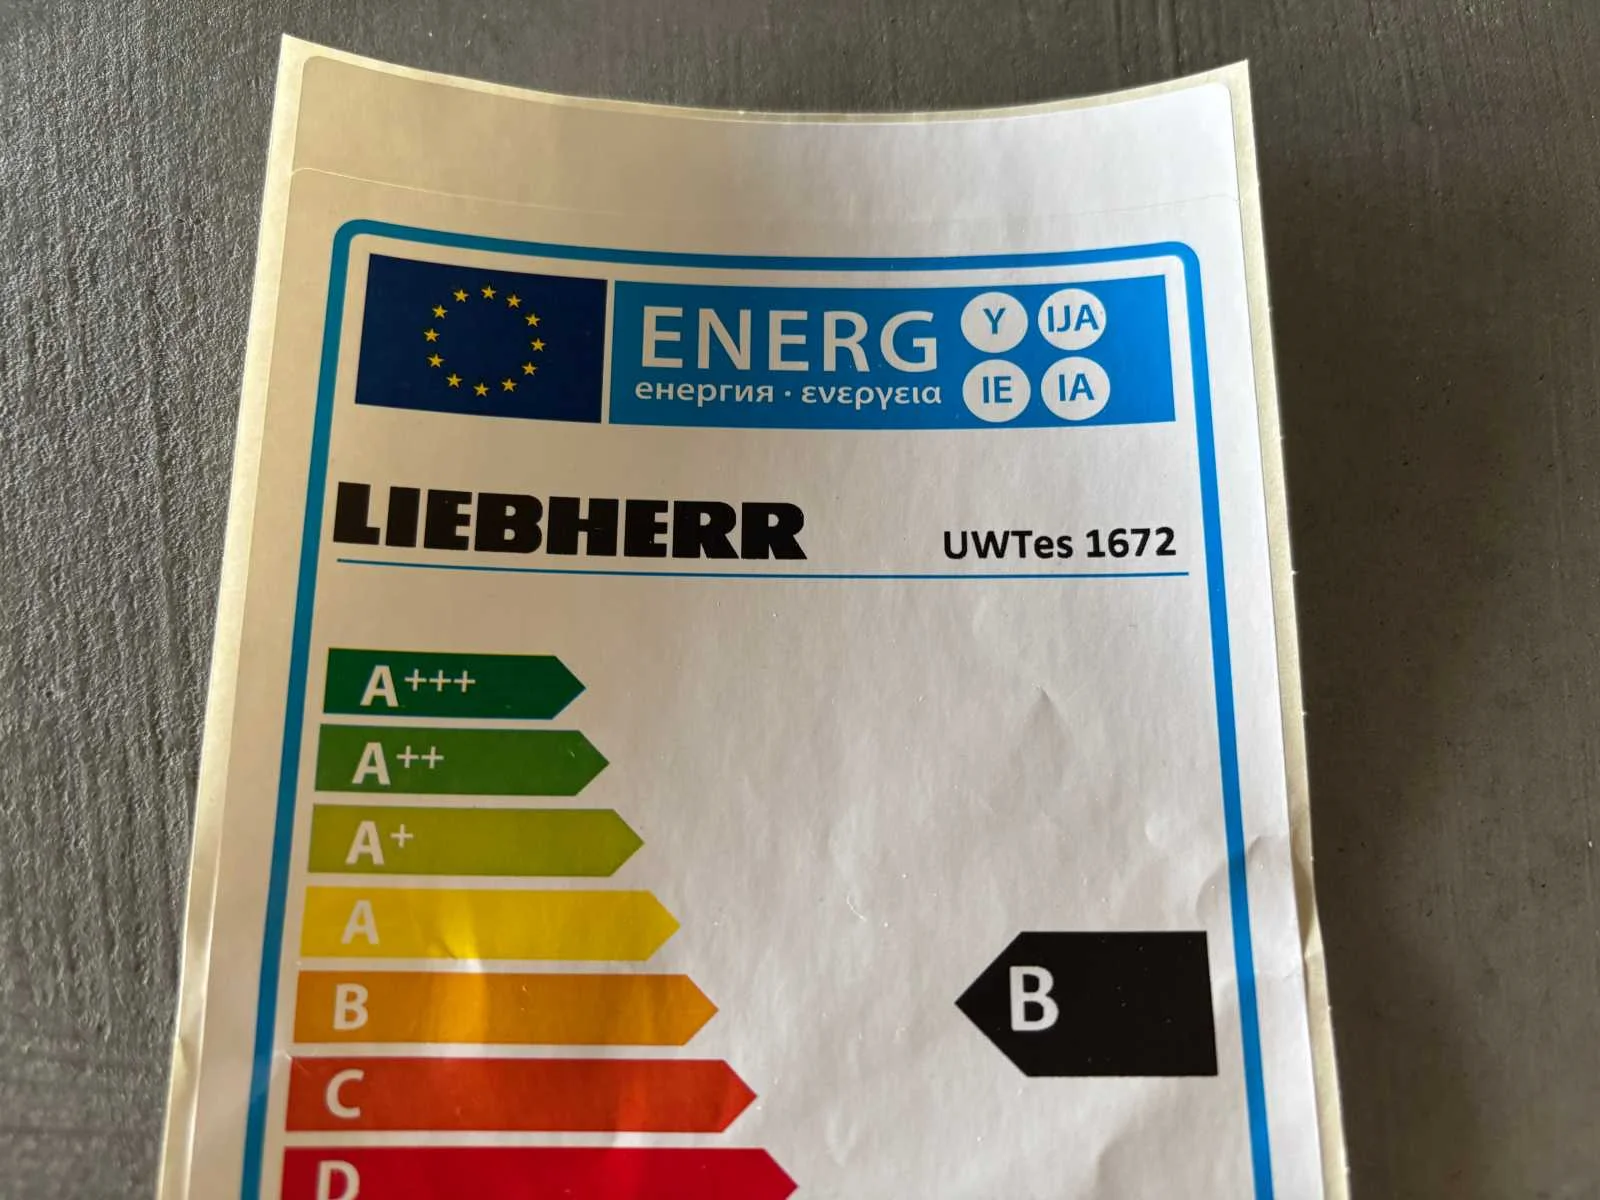 ENERG Y IJA
енергия · ενεργεια IE IA
LIEBHERR UWTes 1672
A+++
A++
A+
A
B B
C
D